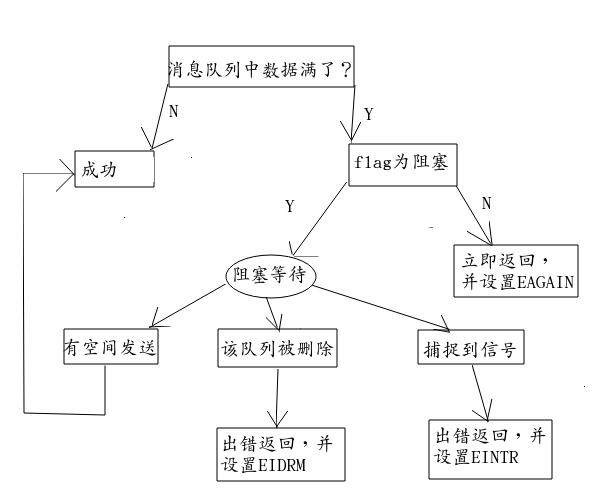 消息队列中数据满了？
N
Y
成功
flag为阻塞
Y
N
立即返回，
并设置EAGAIN
阻塞等待
有空间发送
该队列被删除
捕捉到信号
出错返回，并
设置EIDRM
出错返回，并
设置EINTR